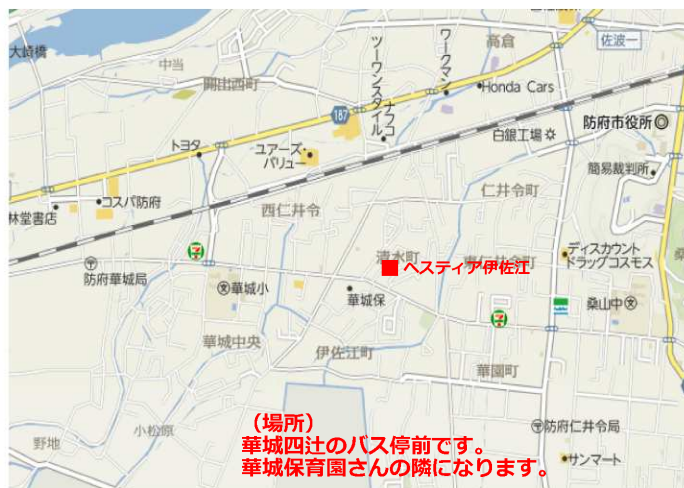 大崎橋
中当
開出西町
ツーワンスタイル
ナフコ
ワークマン
高倉
佐波一
Honda Cars
187
防府市役所
白銀工場
トヨタ
ユアーズ・
バリュー
簡易裁判所
仁井令町
コスパ防府
林堂書店
西仁井令
清水町
ヘスティア伊佐江
東仁井令町
ディスカウント
ドラッグコスモス
防府華城局
華城小
華城保
桑山中
華城中央
伊佐江町
華園町
小松原
野地
防府仁井令局
サンマート
（場所）
華城四辻のバス停前です。
華城保育園さんの隣になります。